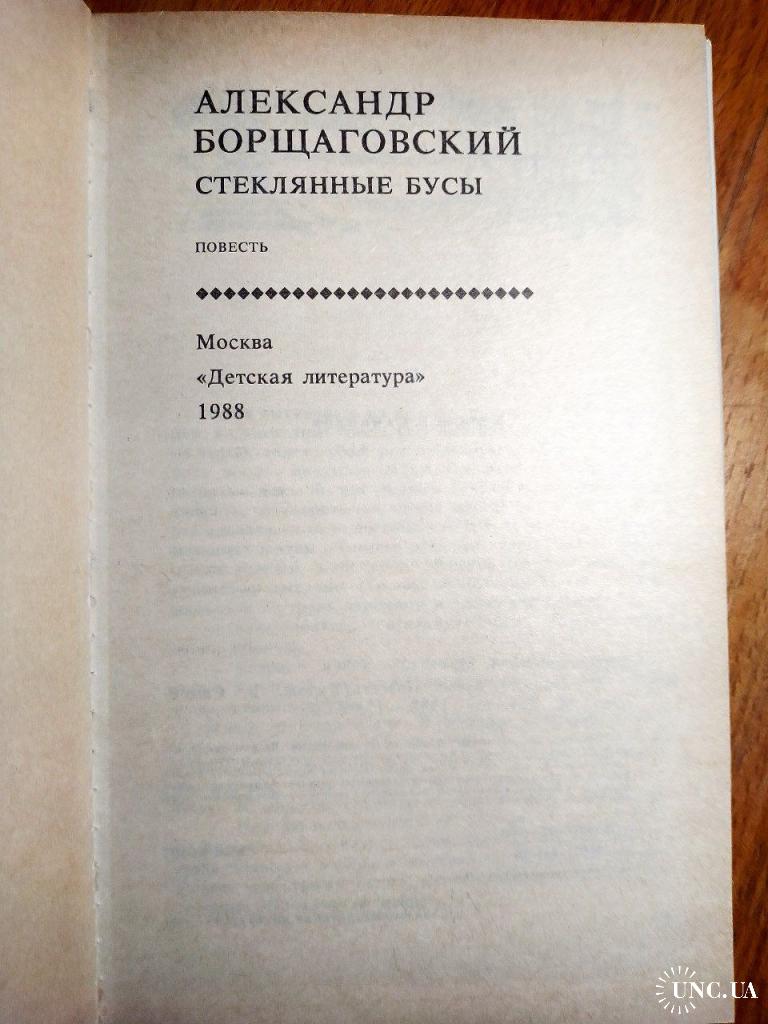 АЛЕКСАНДР
БОРЩАГОВСКИЙ
СТЕКЛЯННЫЕ БУСЫ
ПОВЕСТЬ
Москва
«Детская литература»
1988
UNC.UA